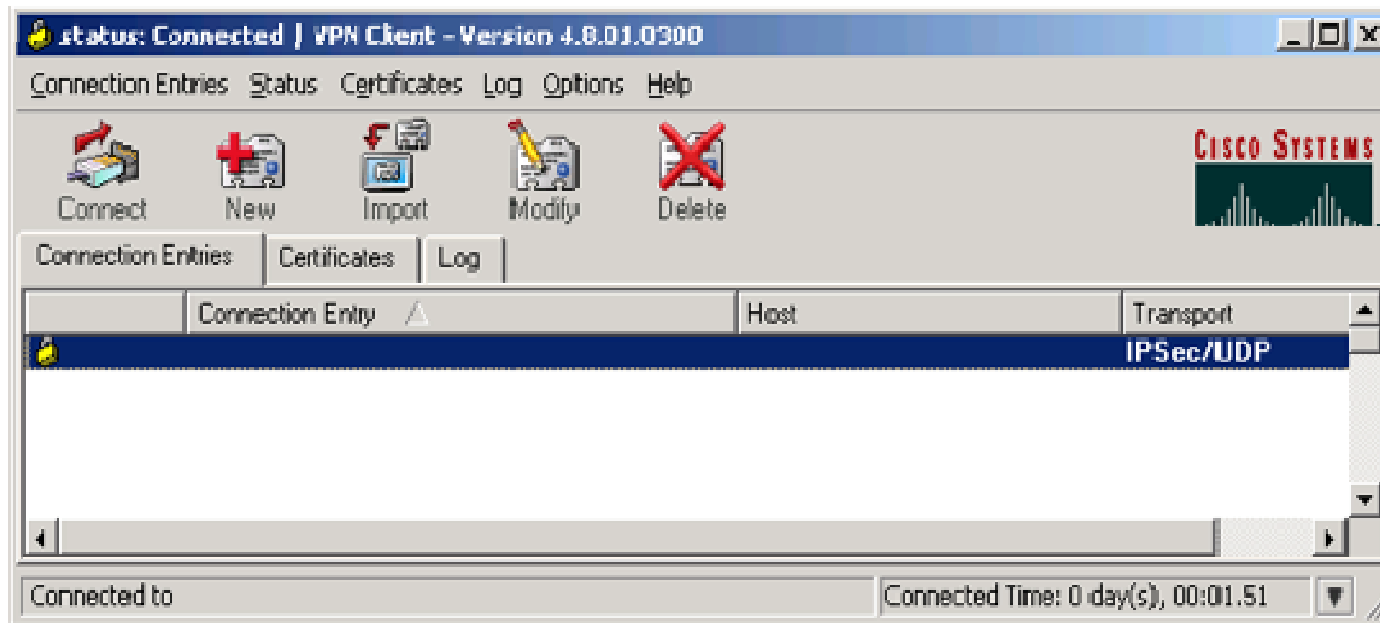 status: Connected | VPN Client - Version 4.8.01.0300
Connection Entries Status Certificates Log Options Help
Connect New Import Modify Delete
CISCO SYSTEMS
Connection Entries Certificates Log
Connection Entry Host Transport
IPSec/UDP
Connected to Connected Time: 0 day(s), 00:01.51